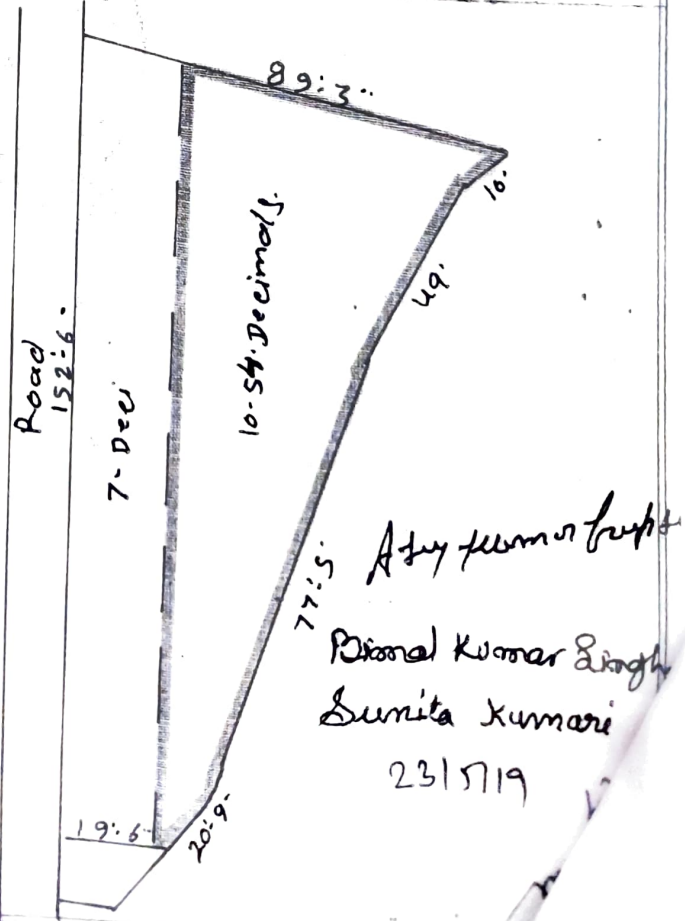 89:3"
10.
49.
10-54.Decimals.
Road
152-6.
7-Deci
77:5
19:6
20:9
Bimal Kumar Singh
Sunita Kumari
23/5/19